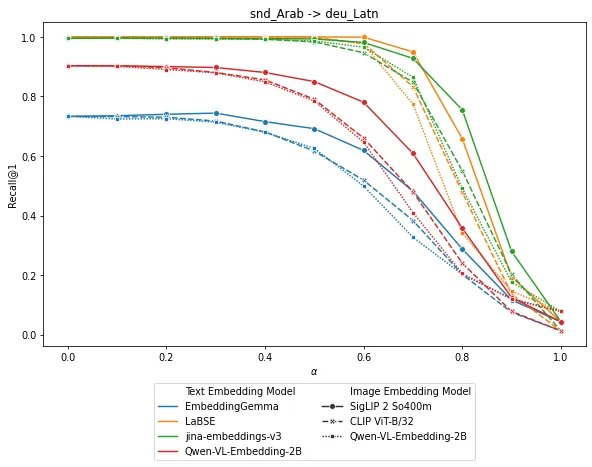 snd_Arab -> deu_Latn
Recall@1
1.0
0.8
0.6
0.4
0.2
0.0
0.0 0.2 0.4 0.6 0.8 1.0
α
Text Embedding Model
EmbeddingGemma
LaBSE
jina-embeddings-v3
Qwen-VL-Embedding-2B
Image Embedding Model
SigLIP 2 So400m
CLIP ViT-B/32
Qwen-VL-Embedding-2B